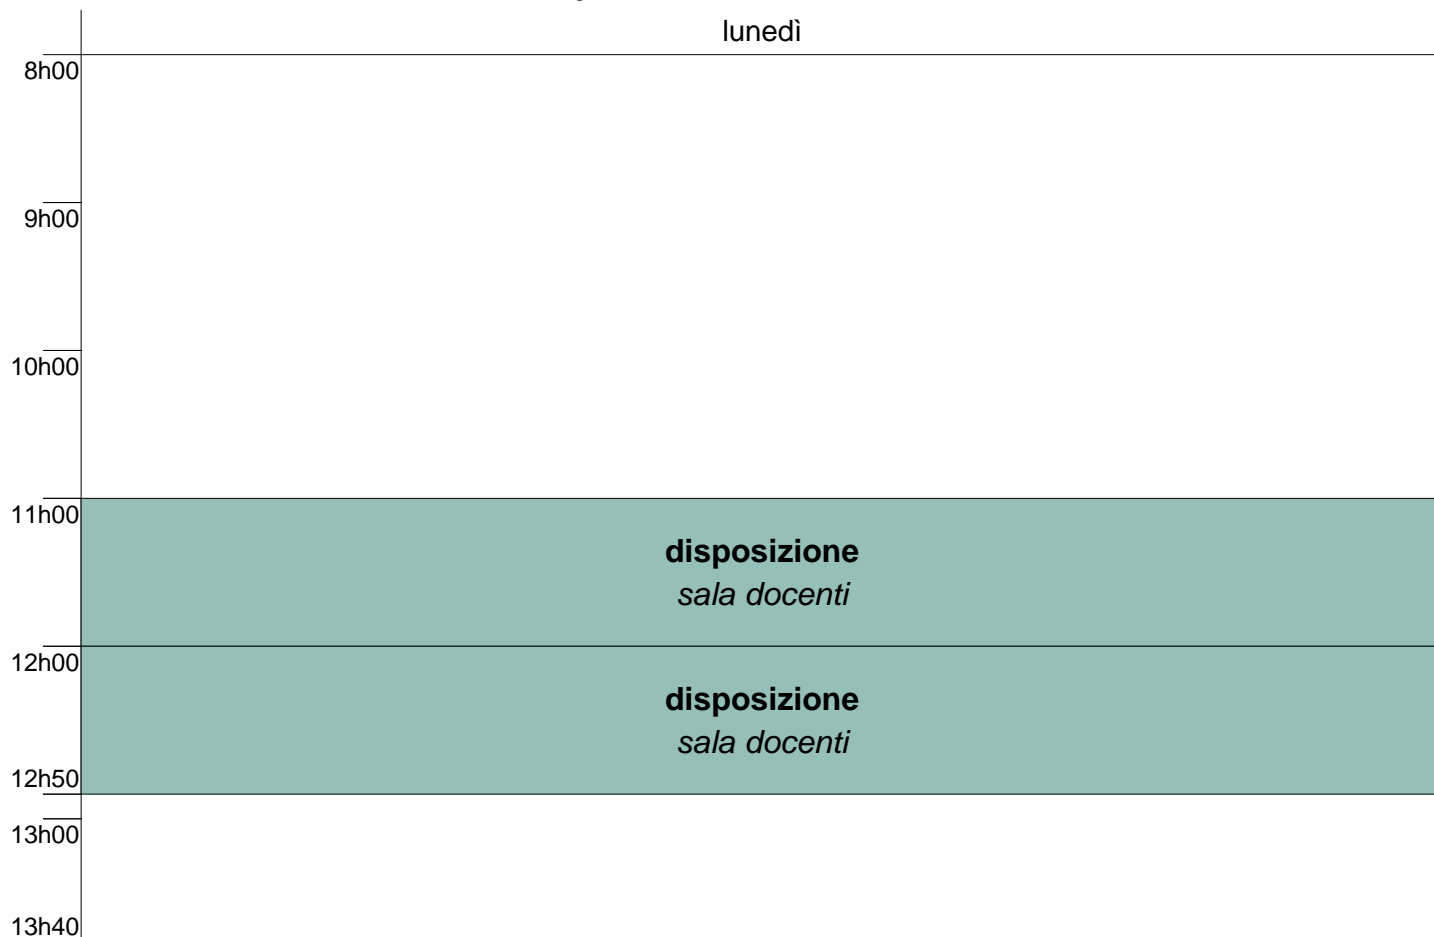 lunedì
8h00
9h00
10h00
11h00
disposizione
sala docenti
12h00
disposizione
sala docenti
12h50
13h00
13h40